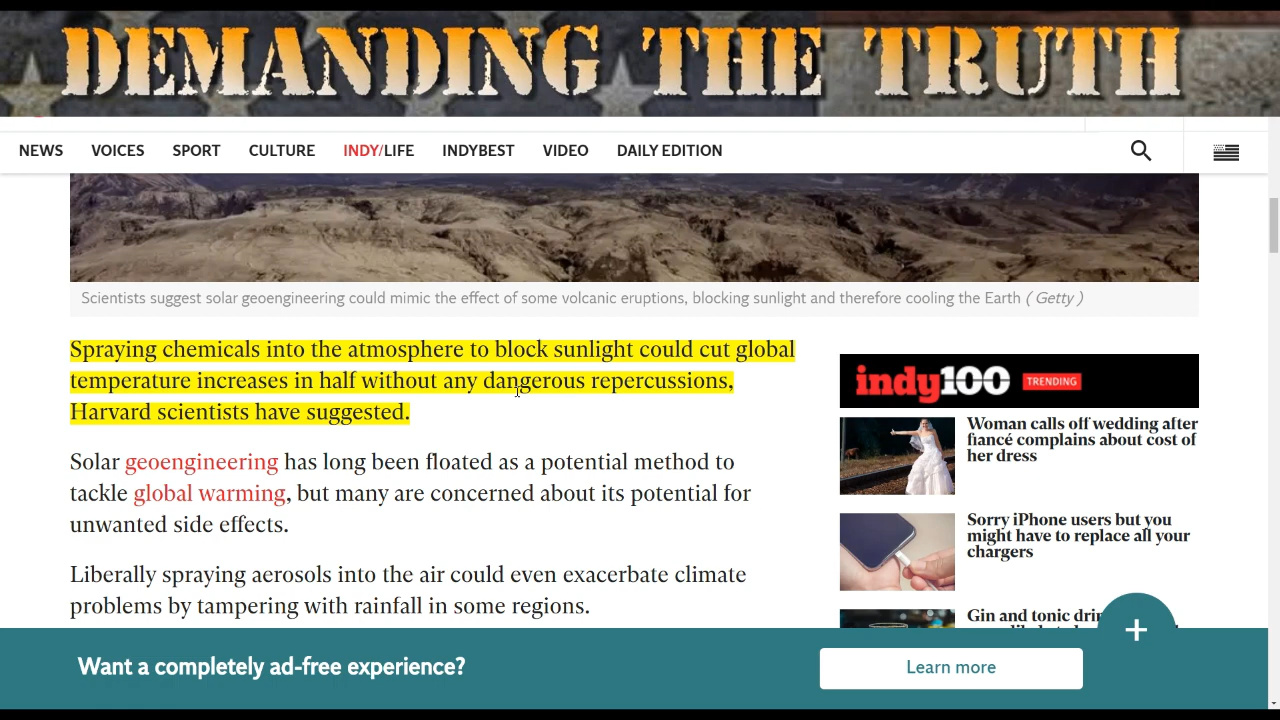 DEMANDING THE TRUTH
NEWS VOICES SPORT CULTURE INDY/LIFE INDYBEST VIDEO DAILY EDITION
Scientists suggest solar geoengineering could mimic the effect of some volcanic eruptions, blocking sunlight and therefore cooling the Earth ( Getty )
Spraying chemicals into the atmosphere to block sunlight could cut global
temperature increases in half without any dangerous repercussions,
Harvard scientists have suggested.
Solar geoengineering has long been floated as a potential method to
tackle global warming, but many are concerned about its potential for
unwanted side effects.
Liberally spraying aerosols into the air could even exacerbate climate
problems by tampering with rainfall in some regions.
indy100 TRENDING
Woman calls off wedding after
fiancé complains about cost of
her dress
Sorry iPhone users but you
might have to replace all your
chargers
Gin and tonic
+
Want a completely ad-free experience?
Learn more